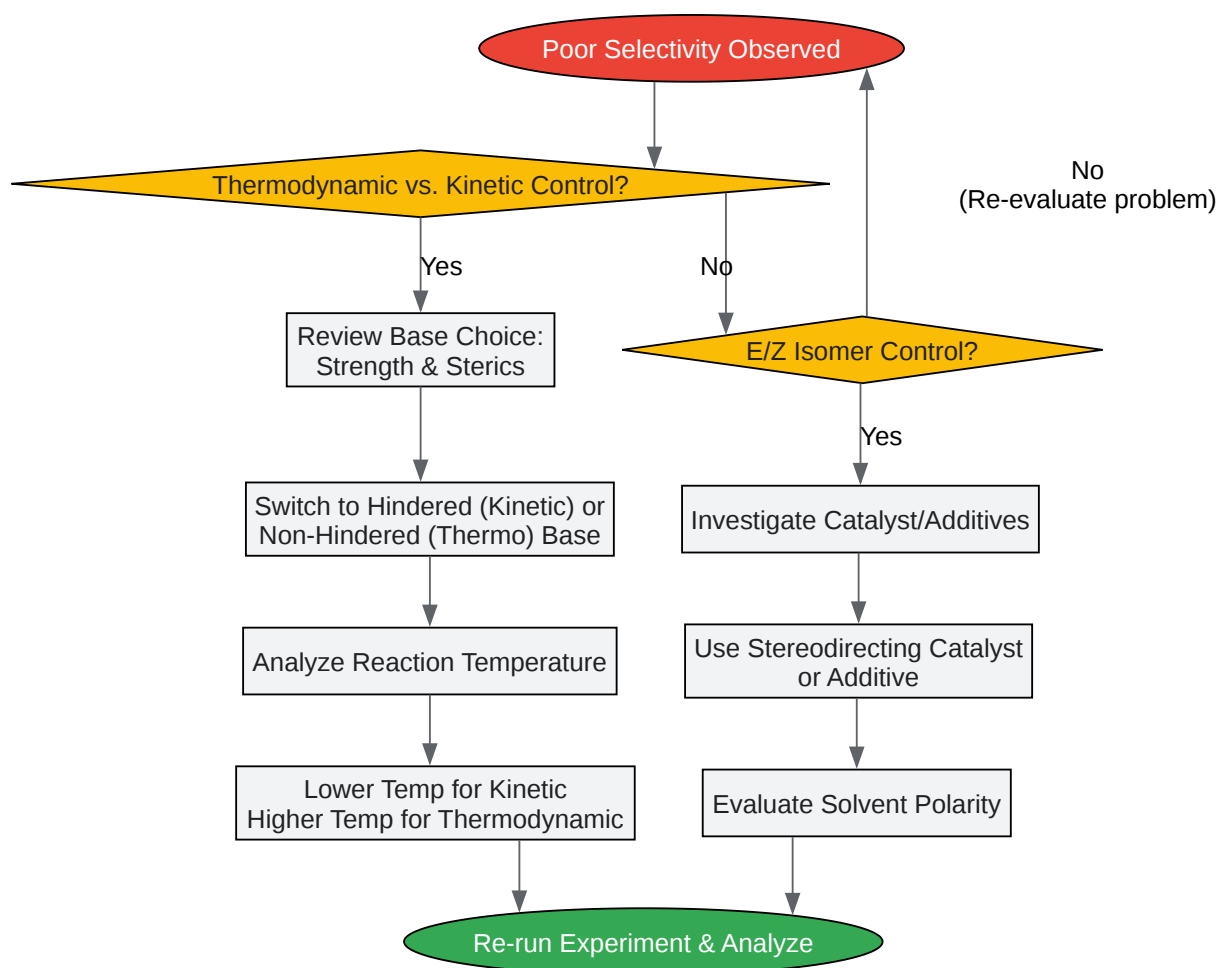 Poor Selectivity Observed
Thermodynamic vs. Kinetic Control?
No
(Re-evaluate problem)
Yes
No
Review Base Choice:
Strength & Sterics
E/Z Isomer Control?
Yes
Switch to Hindered (Kinetic) or
Non-Hindered (Thermo) Base
Investigate Catalyst/Additives
Analyze Reaction Temperature
Use Stereodirecting Catalyst
or Additive
Lower Temp for Kinetic
Higher Temp for Thermodynamic
Evaluate Solvent Polarity
Re-run Experiment & Analyze